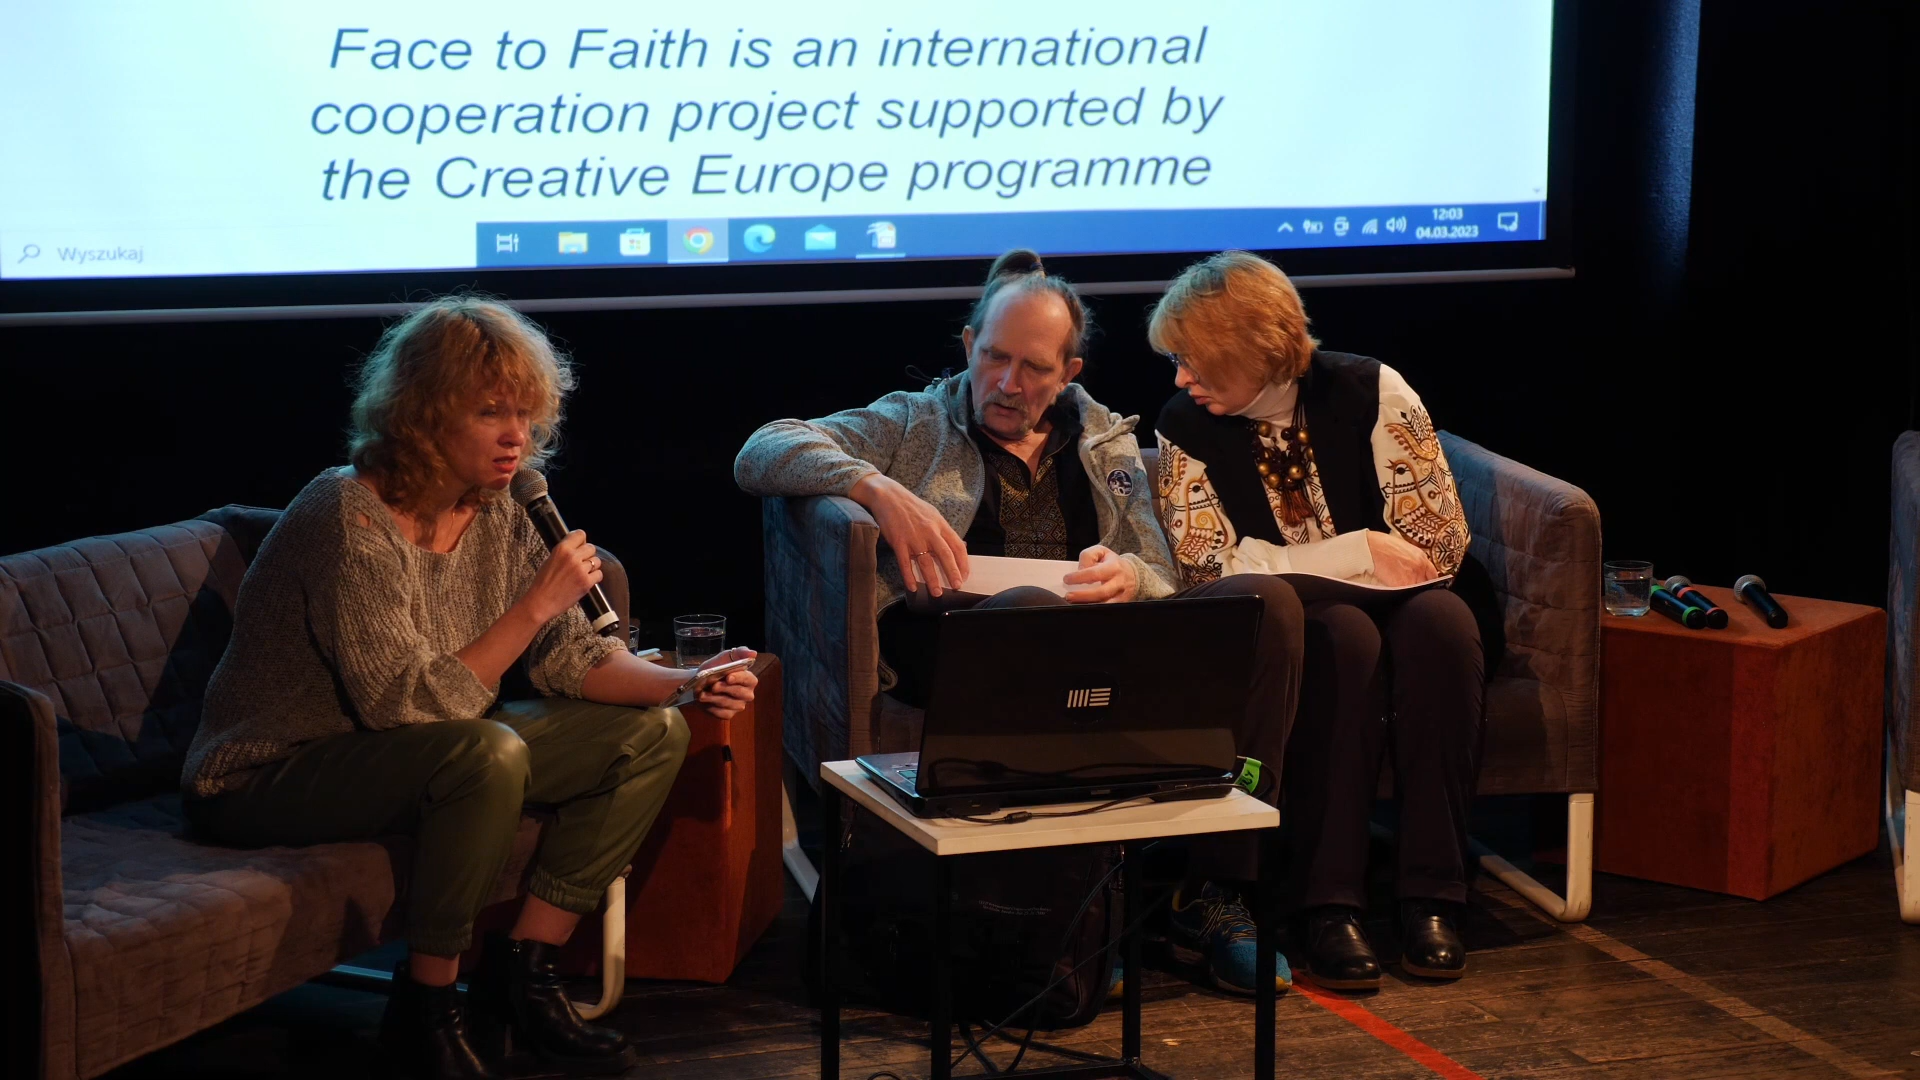 Face to Faith is an international
cooperation project supported by
the Creative Europe programme
Wyszukaj
12:03
04.03.2023